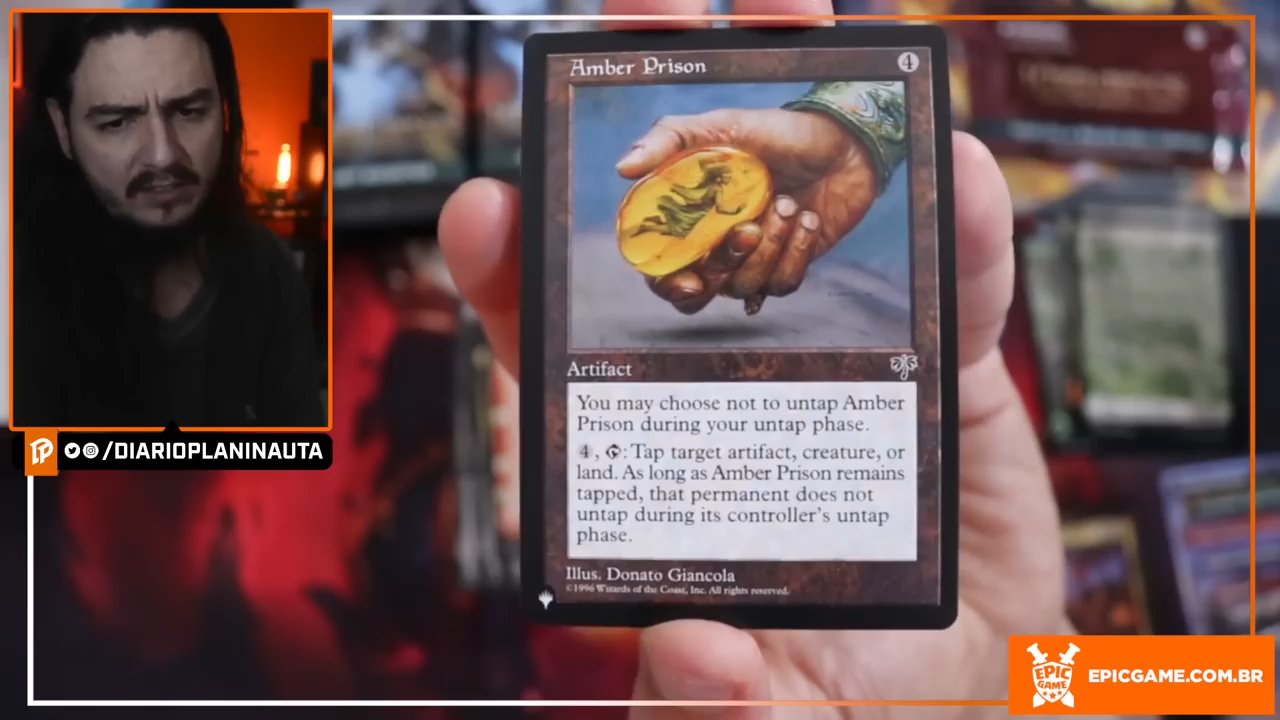 Amber Prison 4
Artifact
You may choose not to untap Amber
Prison during your untap phase.
4, : Tap target artifact, creature, or
land. As long as Amber Prison remains
tapped, that permanent does not
untap during its controller's untap
phase.
Illus. Donato Giancola
©1996 Wizards of the Coast, Inc. All rights reserved.
/DIARIOPLANINAUTA
EPIC
GAME
EPICGAME.COM.BR